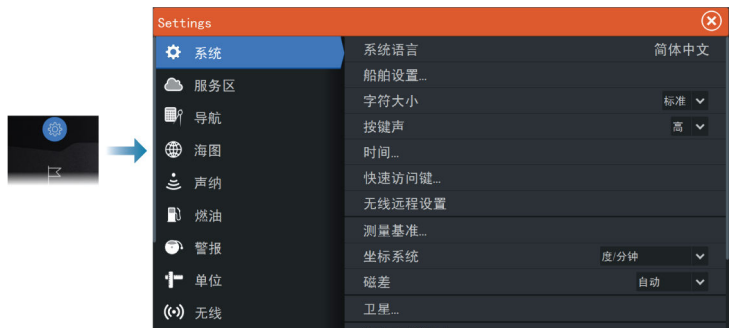 Settings
系统
服务区
导航
海图
声纳
燃油
警报
单位
无线
系统语言 简体中文
船舶设置…
字符大小 标准
按键声 高
时间…
快速访问键…
无线远程设置
测量基准…
坐标系统 度/分钟
磁差 自动
卫星…